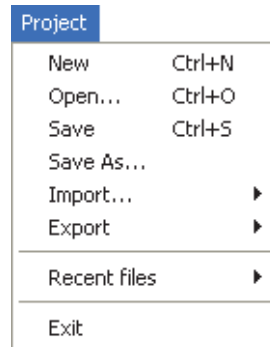 Project
New Ctrl+N
Open... Ctrl+O
Save Ctrl+S
Save As...
Import...
Export
Recent files
Exit